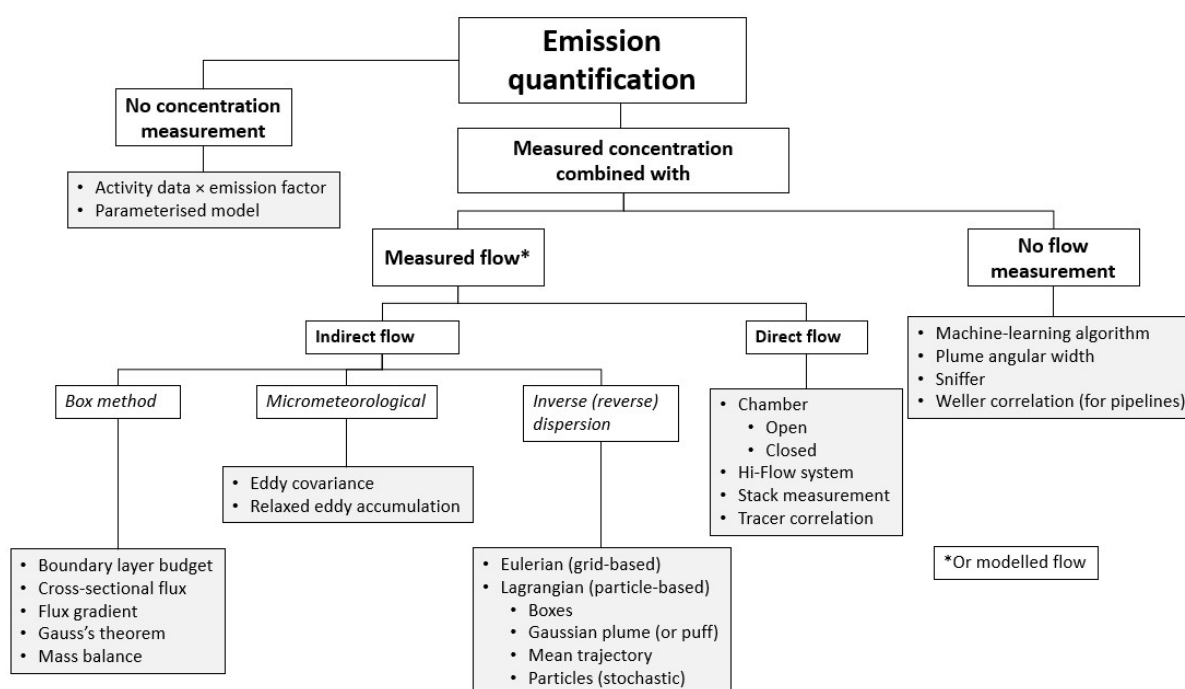 Emission
quantification
No concentration
measurement
Measured concentration
combined with
• Activity data × emission factor
• Parameterised model
Measured flow*
No flow
measurement
Indirect flow
Direct flow
• Machine-learning algorithm
• Plume angular width
• Sniffer
• Weller correlation (for pipelines)
Box method
Micrometeorological
Inverse (reverse)
dispersion
• Chamber
• Open
• Closed
• Hi-Flow system
• Stack measurement
• Tracer correlation
• Eddy covariance
• Relaxed eddy accumulation
• Boundary layer budget
• Cross-sectional flux
• Flux gradient
• Gauss’s theorem
• Mass balance
• Eulerian (grid-based)
• Lagrangian (particle-based)
• Boxes
• Gaussian plume (or puff)
• Mean trajectory
• Particles (stochastic)
*Or modelled flow